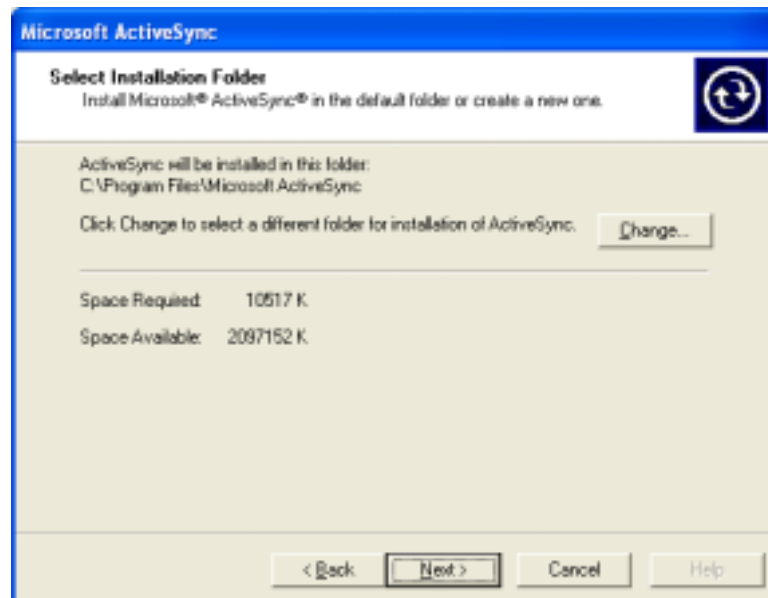 Microsoft ActiveSync
Select Installation Folder
Install Microsoft® ActiveSync® in the default folder or create a new one.
ActiveSync will be installed in this folder:
C:\Program Files\Microsoft ActiveSync
Click Change to select a different folder for installation of ActiveSync.
Change...
Space Required: 10517 K
Space Available: 2097152 K
< Back Next > Cancel Help